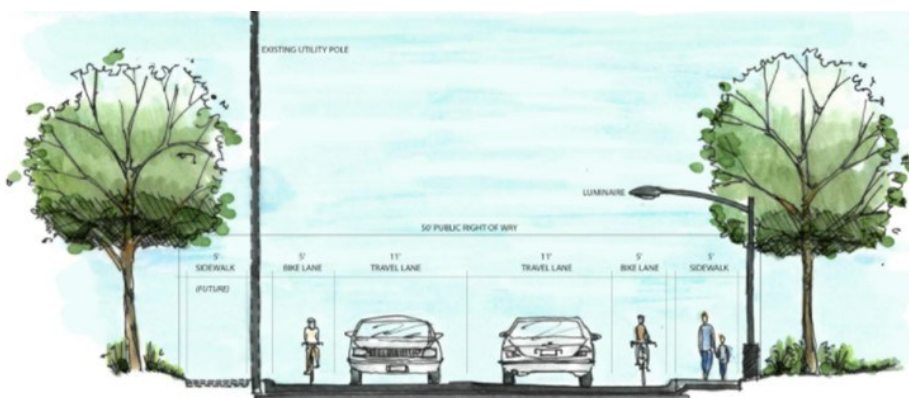 EXISTING UTILITY POLE
LUMINAIRE
50' PUBLIC RIGHT OF WAY
5'
SIDEWALK
(FUTURE)
5'
BIKE LANE
11'
TRAVEL LANE
11'
TRAVEL LANE
5'
BIKE LANE
5'
SIDEWALK